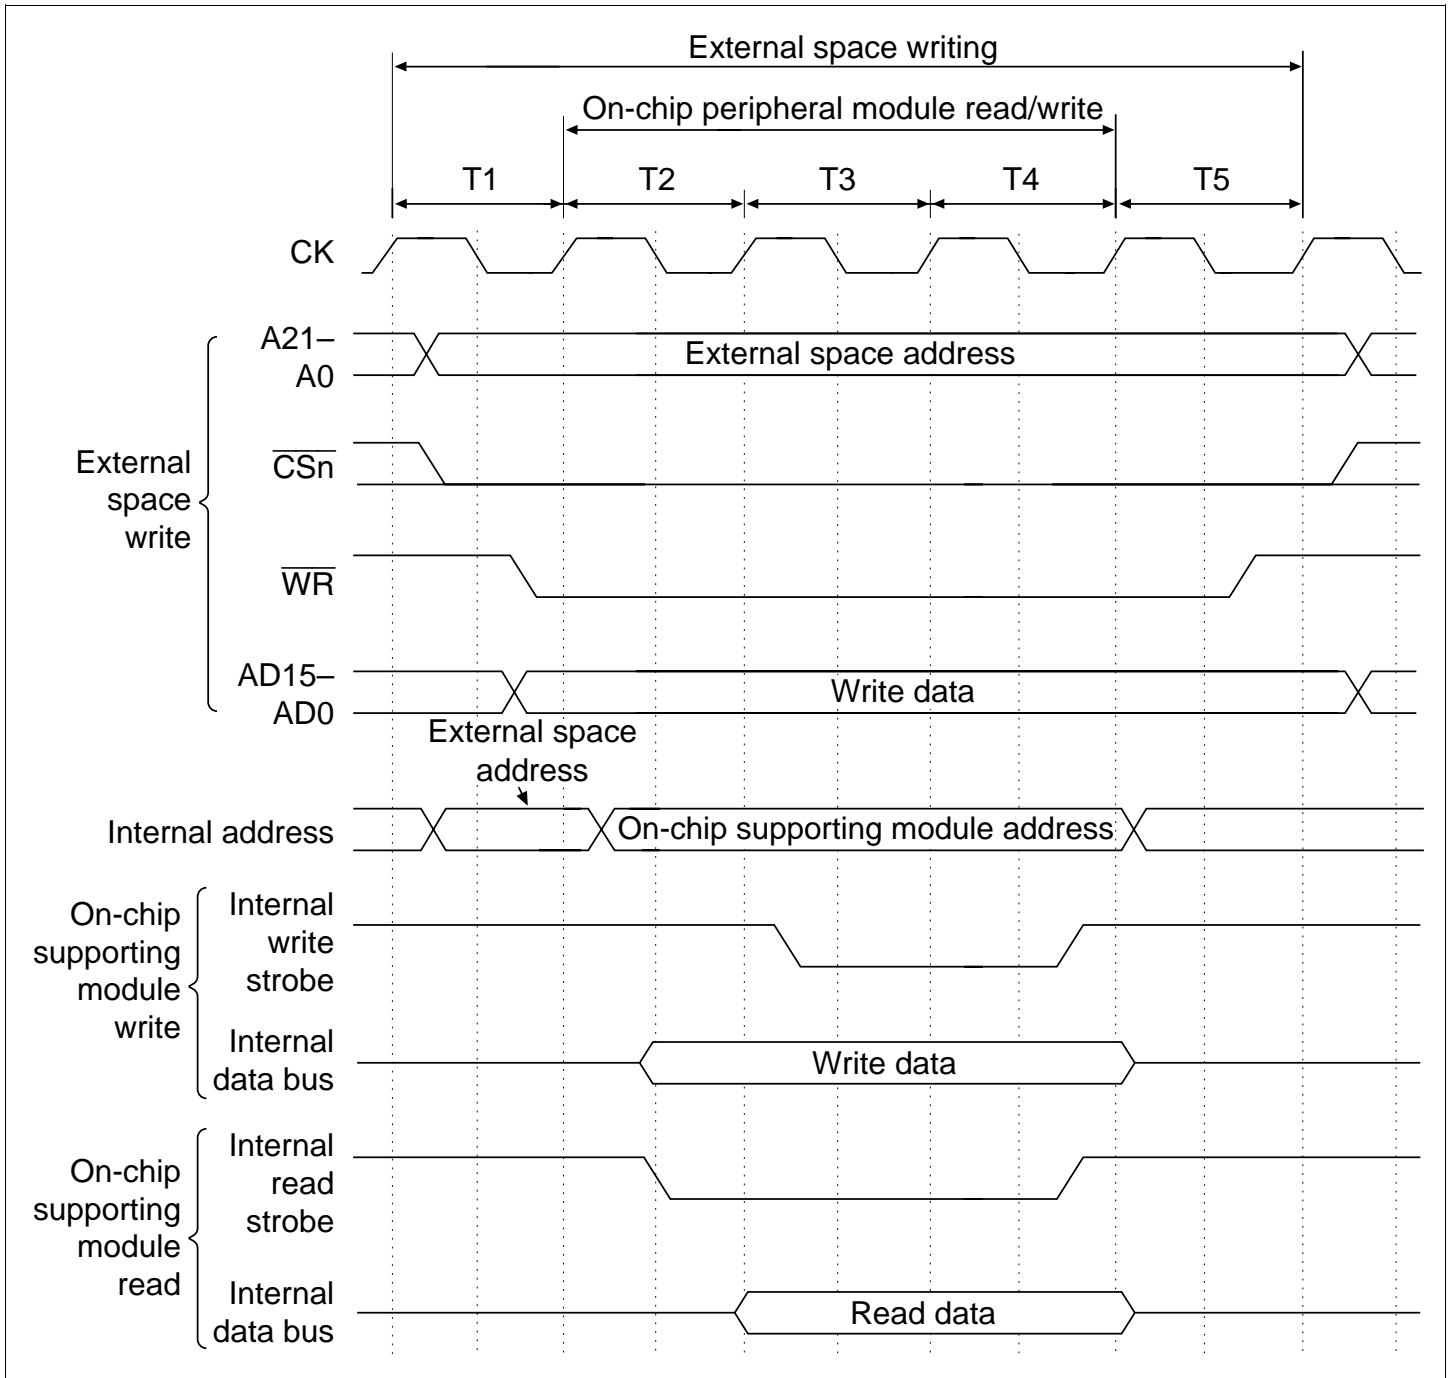 External space writing
On-chip peripheral module read/write
T1 T2 T3 T4 T5
CK
A21–
A0
External space address
External
space
write
CSn
WR
AD15–
AD0
Write data
External space
address
Internal address
On-chip supporting module address
On-chip
supporting
module
write
Internal
write
strobe
Internal
data bus
Write data
On-chip
supporting
module
read
Internal
read
strobe
Internal
data bus
Read data